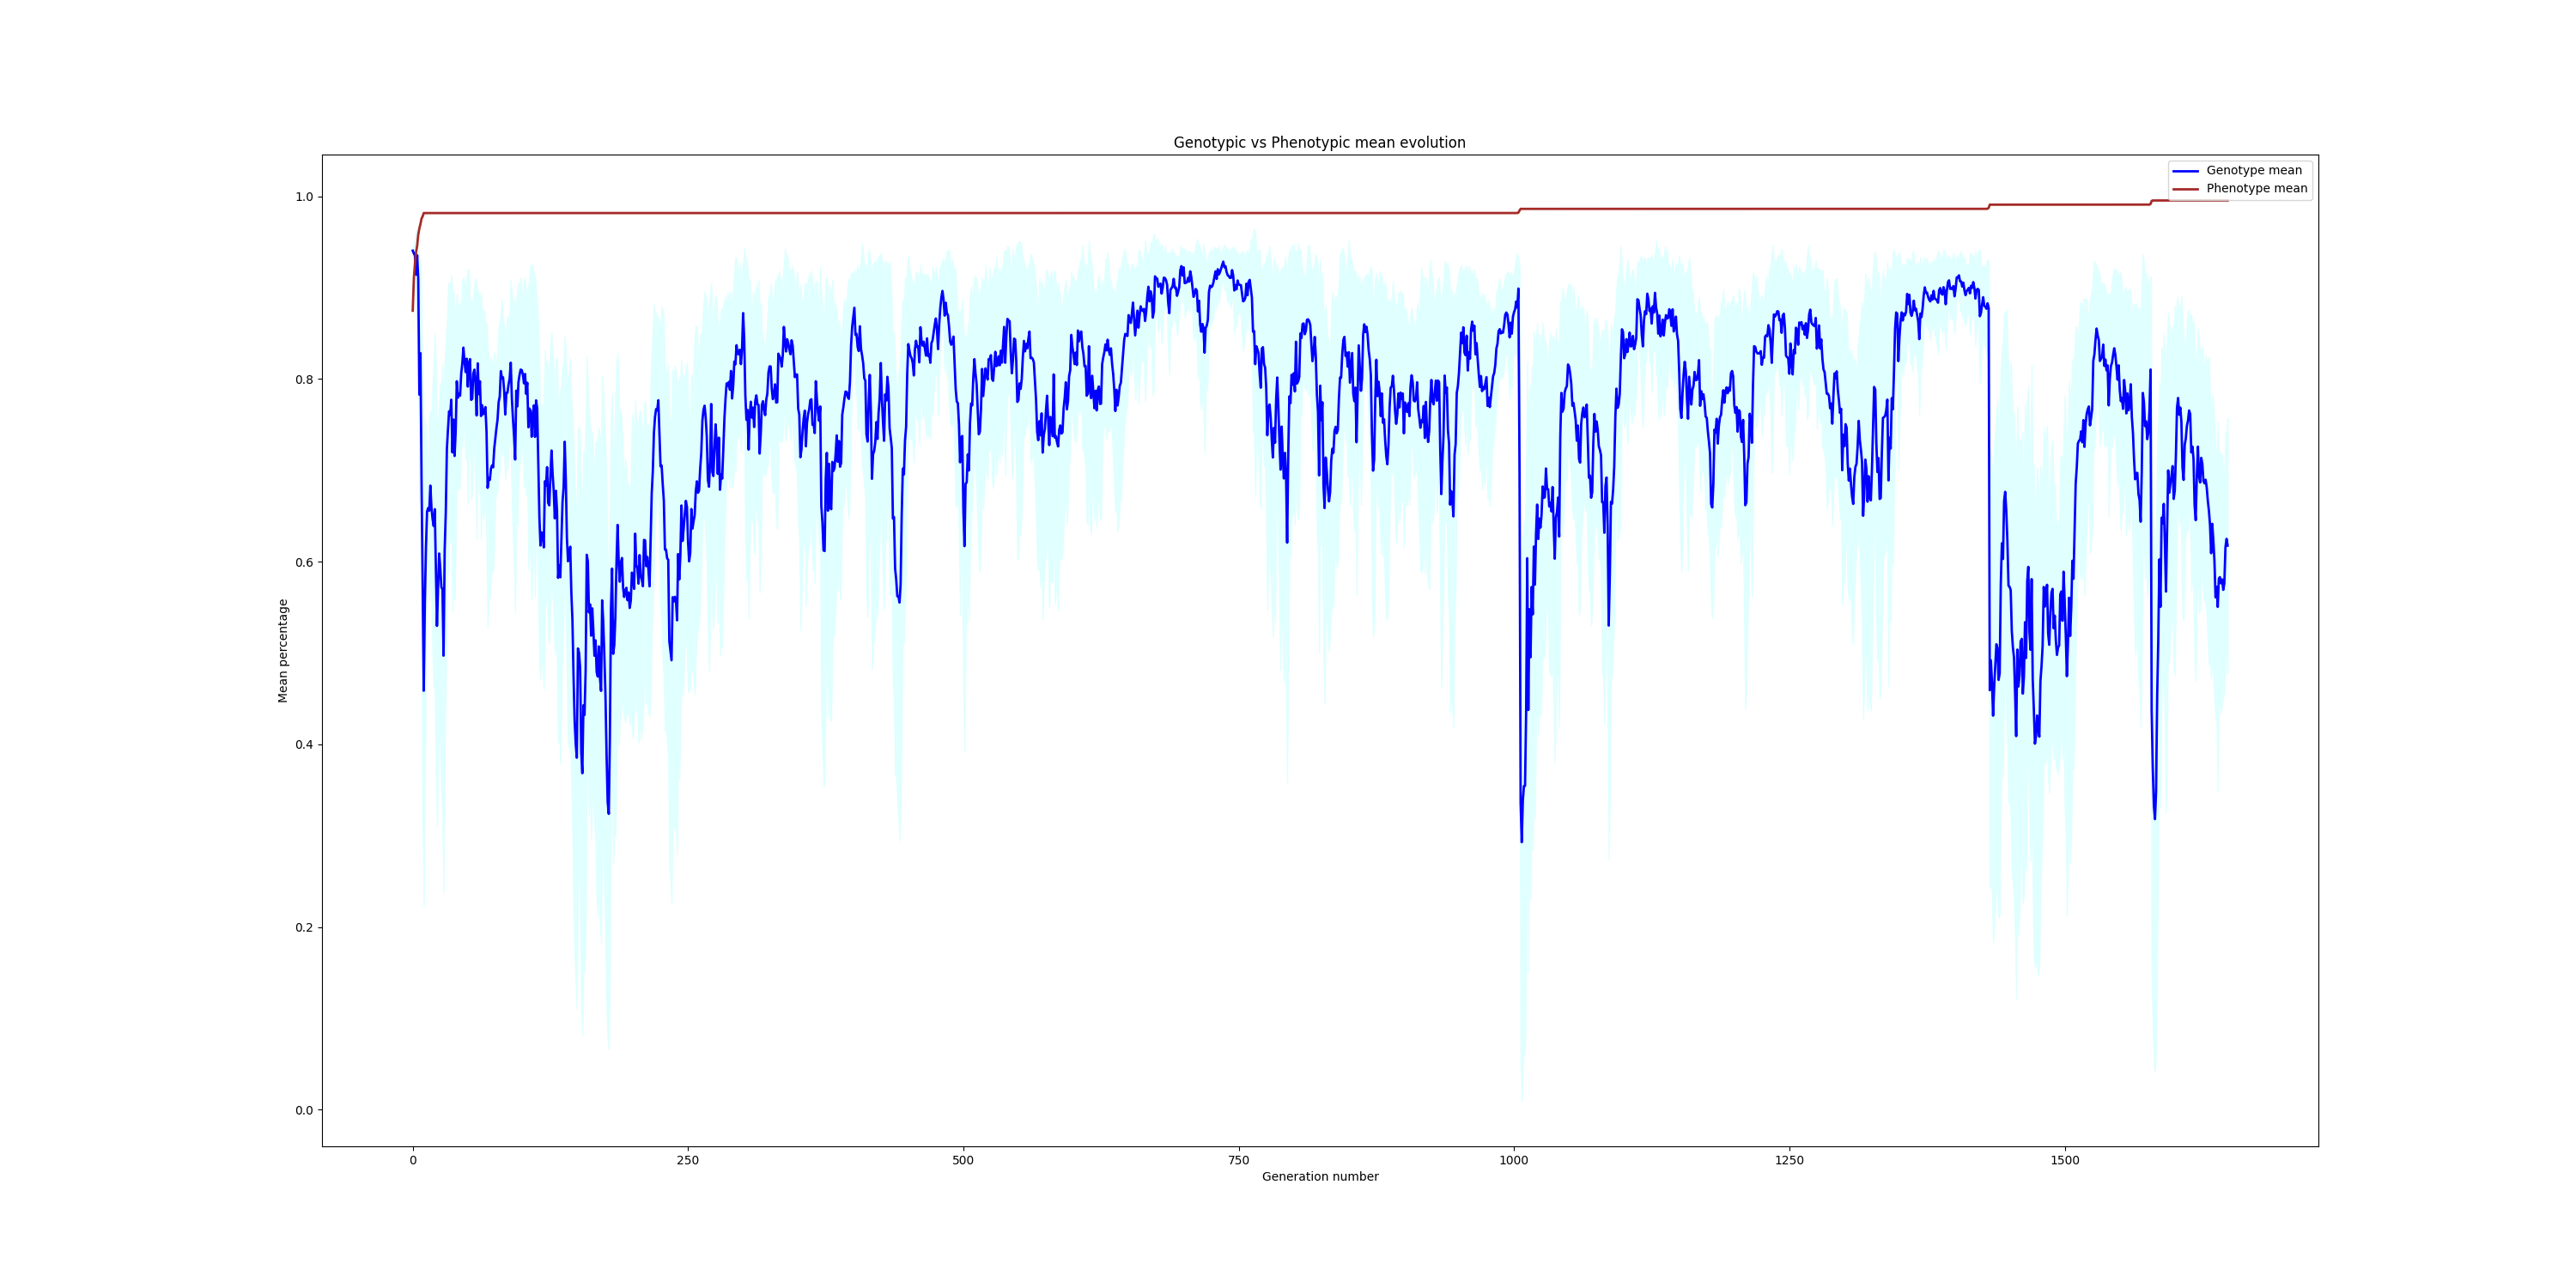 Genotypic vs Phenotypic mean evolution
Genotype mean
Phenotype mean
1.0
0.8
0.6
0.4
0.2
0.0
Mean percentage
0 250 500 750 1000 1250 1500
Generation number